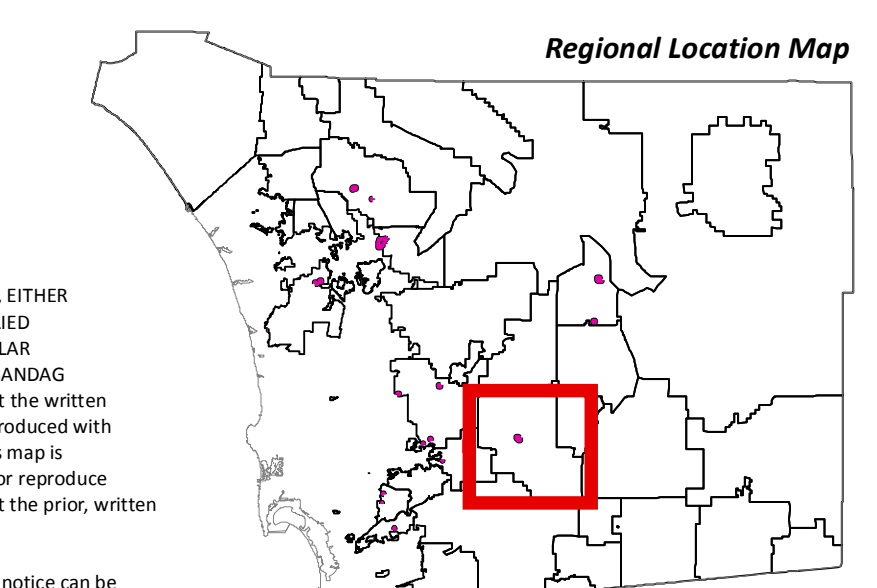 Regional Location Map
, EITHER
IED
LAR
SANDAG
t the written
roduced with
s map is
or reproduce
t the prior, written
notice can be